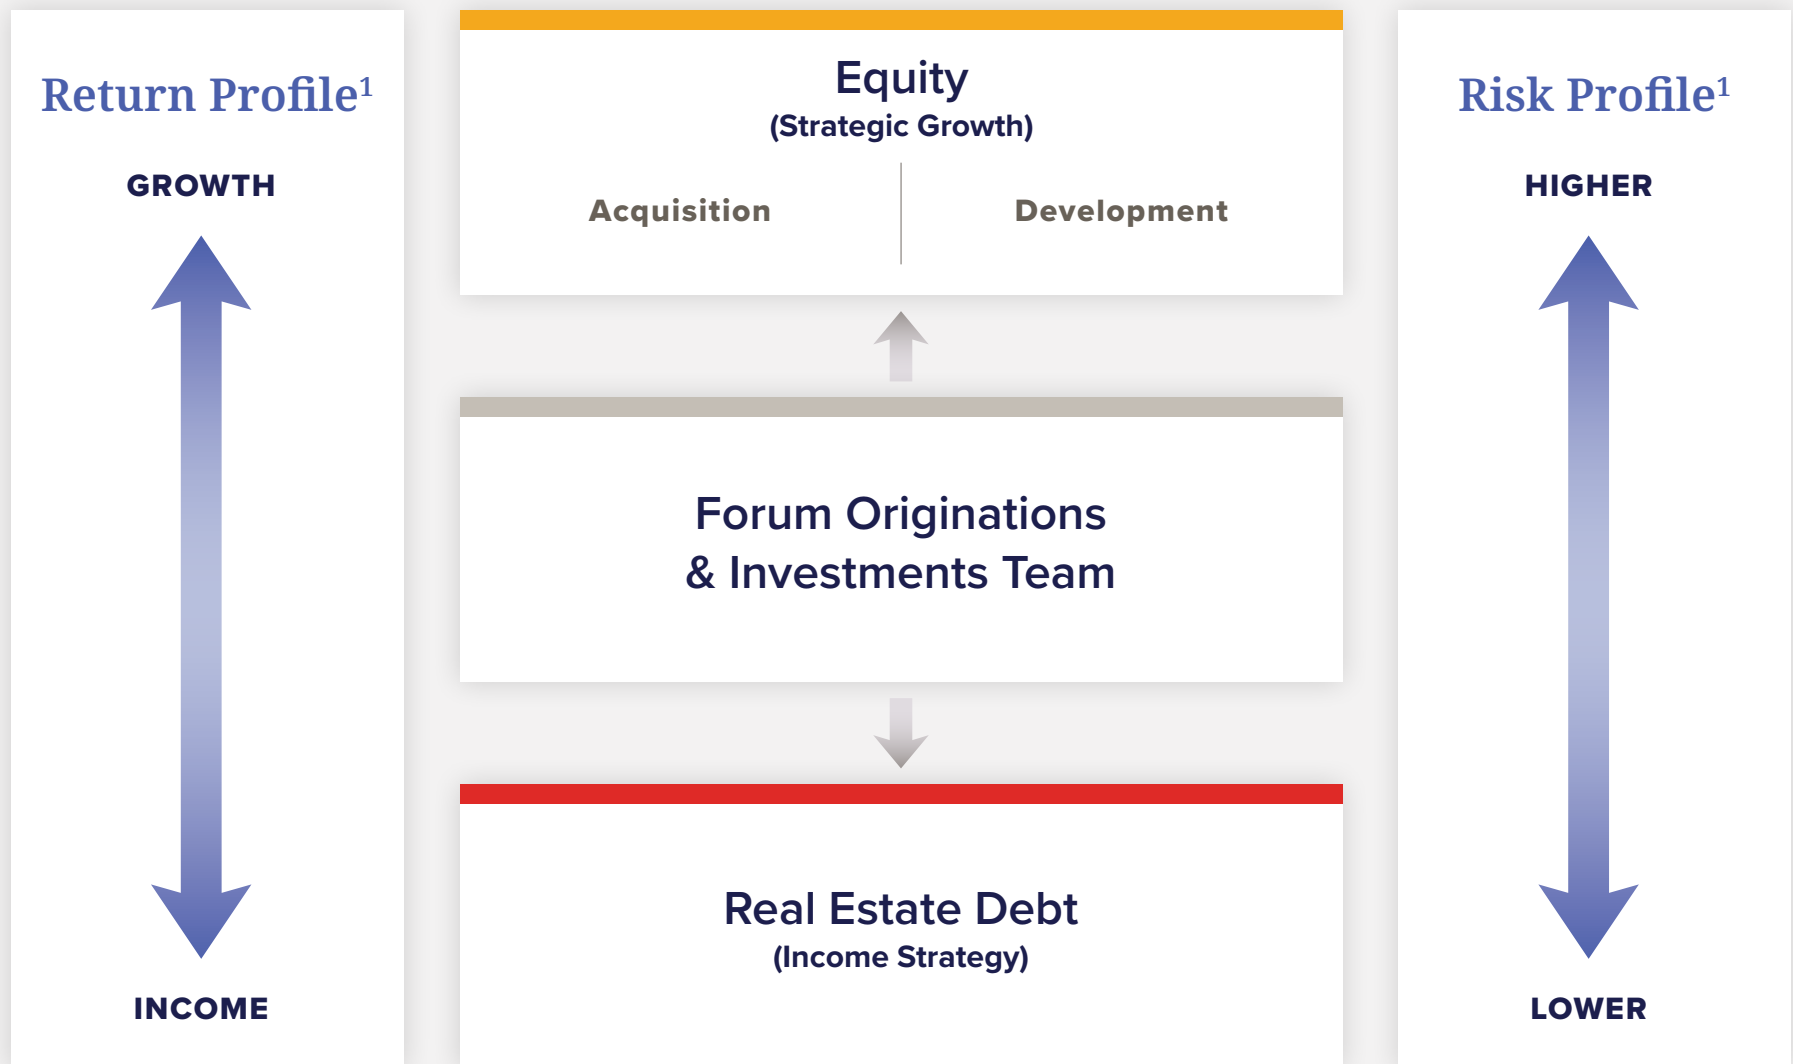 Return Profile¹
GROWTH
INCOME
Equity
(Strategic Growth)
Acquisition
Development
Forum Originations
& Investments Team
Real Estate Debt
(Income Strategy)
Risk Profile¹
HIGHER
LOWER